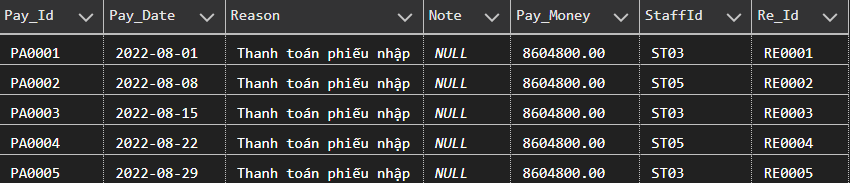 Pay_Id Pay_Date Reason Note Pay_Money StaffId Re_Id
PA0001 2022-08-01 Thanh toán phiếu nhập NULL 8604800.00 ST03 RE0001
PA0002 2022-08-08 Thanh toán phiếu nhập NULL 8604800.00 ST05 RE0002
PA0003 2022-08-15 Thanh toán phiếu nhập NULL 8604800.00 ST03 RE0003
PA0004 2022-08-22 Thanh toán phiếu nhập NULL 8604800.00 ST05 RE0004
PA0005 2022-08-29 Thanh toán phiếu nhập NULL 8604800.00 ST03 RE0005